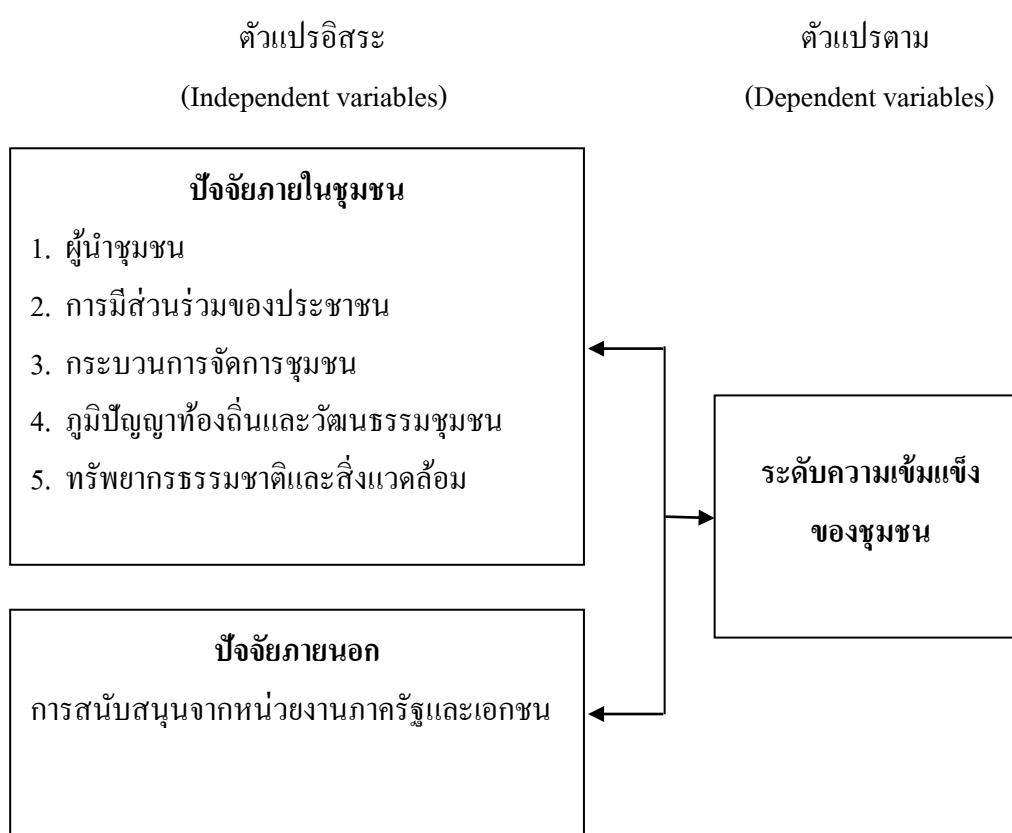 ตัวแปรอิสระ
(Independent variables)
ตัวแปรตาม
(Dependent variables)
ปัจจัยภายในชุมชน
1. ผู้นำชุมชน
2. การมีส่วนร่วมของประชาชน
3. กระบวนการจัดการชุมชน
4. ภูมิปัญญาท้องถิ่นและวัฒนธรรมชุมชน
5. ทรัพยากรธรรมชาติและสิ่งแวดล้อม
ระดับความเข้มแข็ง
ของชุมชน
ปัจจัยภายนอก
การสนับสนุนจากหน่วยงานภาครัฐและเอกชน